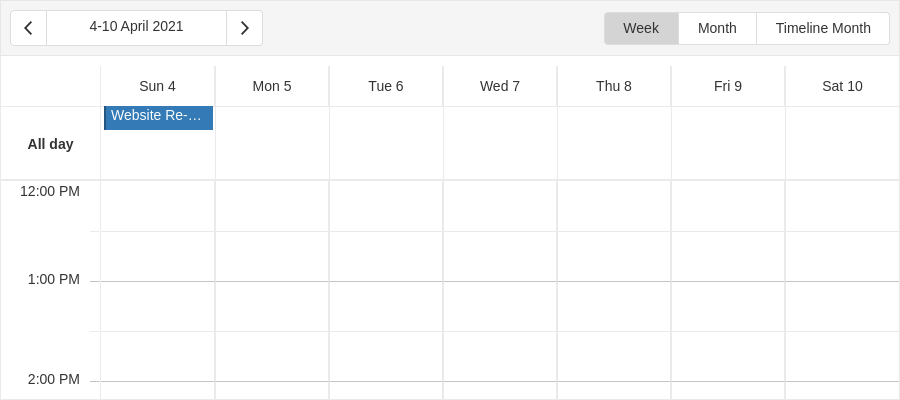 4-10 April 2021 Week Month Timeline Month
Sun 4 Mon 5 Tue 6 Wed 7 Thu 8 Fri 9 Sat 10
All day Website Re-...
12:00 PM
1:00 PM
2:00 PM